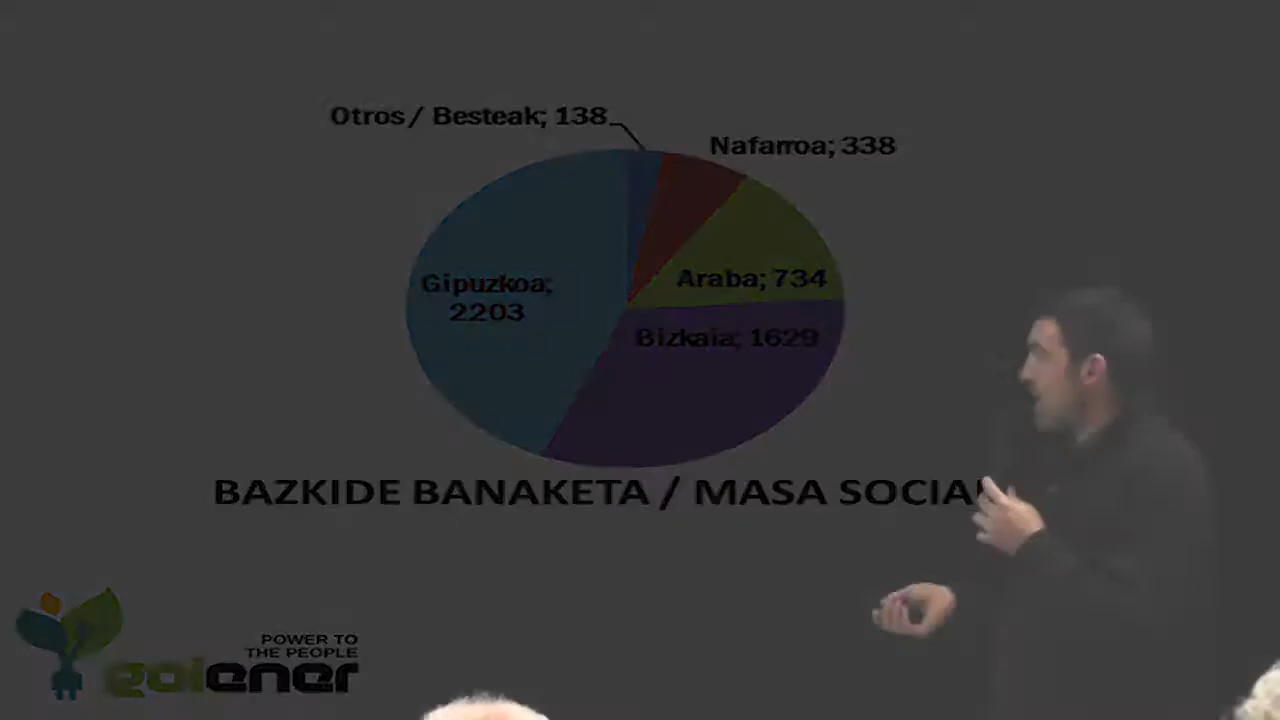 Otros / Besteak; 138
Nafarroa; 338
Araba; 734
Gipuzkoa;
2203
Bizkaia; 1629
BAZKIDE BANAKETA / MASA SOCIAL
POWER TO
THE PEOPLE
goiener